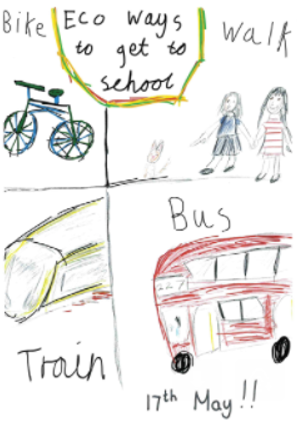 Bike
Eco ways
to get to
school
Walk
Bus
Train
17th May!!